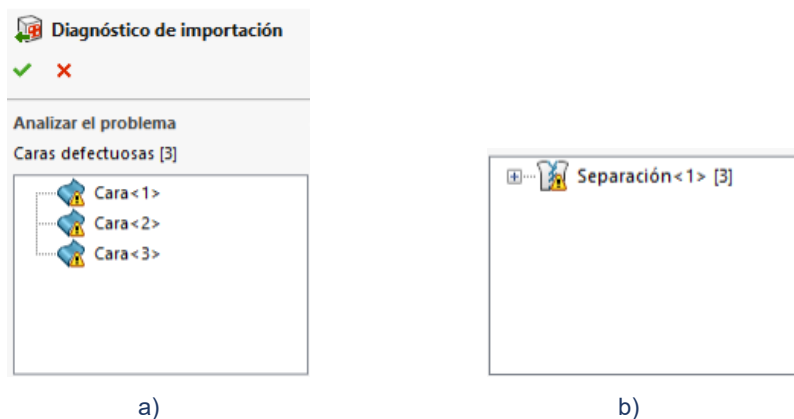 Diagnóstico de importación
Analizar el problema
Caras defectuosas [3]
Cara<1>
Cara<2>
Cara<3>
Separación<1> [3]
a)
b)